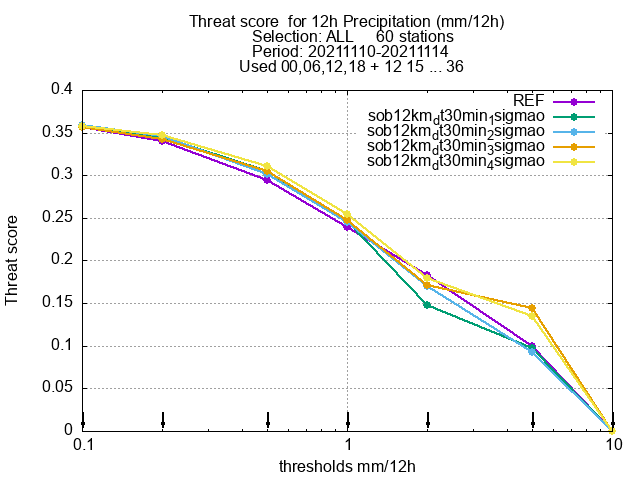 Threat score  for 12h Precipitation (mm/12h)
Selection: ALL     60 stations
Period: 20211110-20211114
Used 00,06,12,18 + 12 15 ... 36
REF
sob12km_dt30min_1sigmao
sob12km_dt30min_2sigmao
sob12km_dt30min_3sigmao
sob12km_dt30min_4sigmao
0.4
0.35
0.3
0.25
0.2
0.15
0.1
0.05
0
Threat score
0.1 1 10
thresholds mm/12h